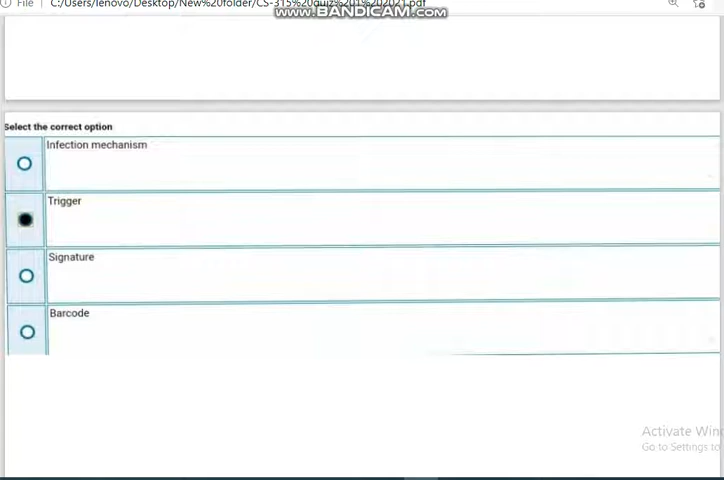 File | C:/Users/lenovo/Desktop/New%20folder/CS-315%20quiz%201%202021.pdf
www.BANDICAM.com
Select the correct option
Infection mechanism
Trigger
Signature
Barcode
Activate Win
Go to Settings to